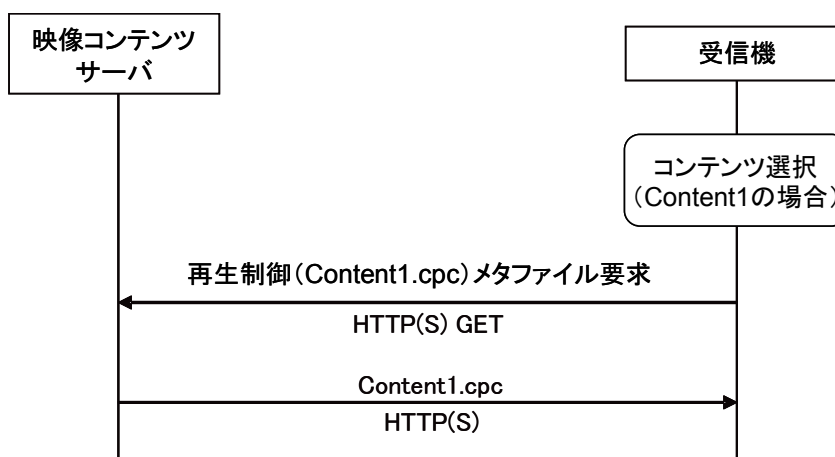 映像コンテンツ
サーバ
受信機
コンテンツ選択
（Content1の場合）
再生制御（Content1.cpc）メタファイル要求
HTTP(S) GET
Content1.cpc
HTTP(S)